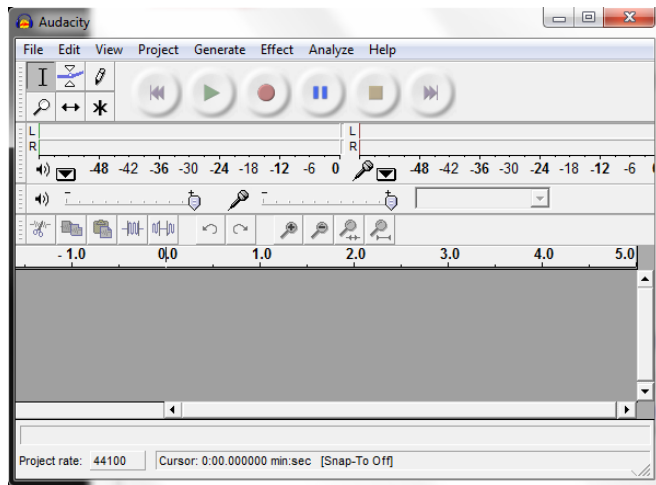 Audacity
File Edit View Project Generate Effect Analyze Help
L L
R R
-48 -42 -36 -30 -24 -18 -12 -6 0 -48 -42 -36 -30 -24 -18 -12 -6
- + - +
- 1.0 0.0 1.0 2.0 3.0 4.0 5.0
Project rate: 44100 Cursor: 0:00.000000 min:sec [Snap-To Off]